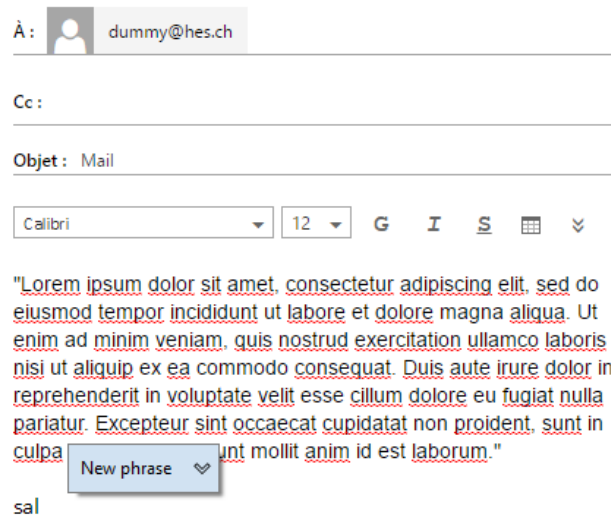 À :
dummy@hes.ch
Cc :
Objet : Mail
Calibri 12 G I S
"Lorem ipsum dolor sit amet, consectetur adipiscing elit, sed do
eiusmod tempor incididunt ut labore et dolore magna aliqua. Ut
enim ad minim veniam, quis nostrud exercitation ullamco laboris
nisi ut aliquip ex ea commodo consequat. Duis aute irure dolor in
reprehenderit in voluptate velit esse cillum dolore eu fugiat nulla
pariatur. Excepteur sint occaecat cupidatat non proident, sunt in
culpa unt mollit anim id est laborum."
New phrase
sal